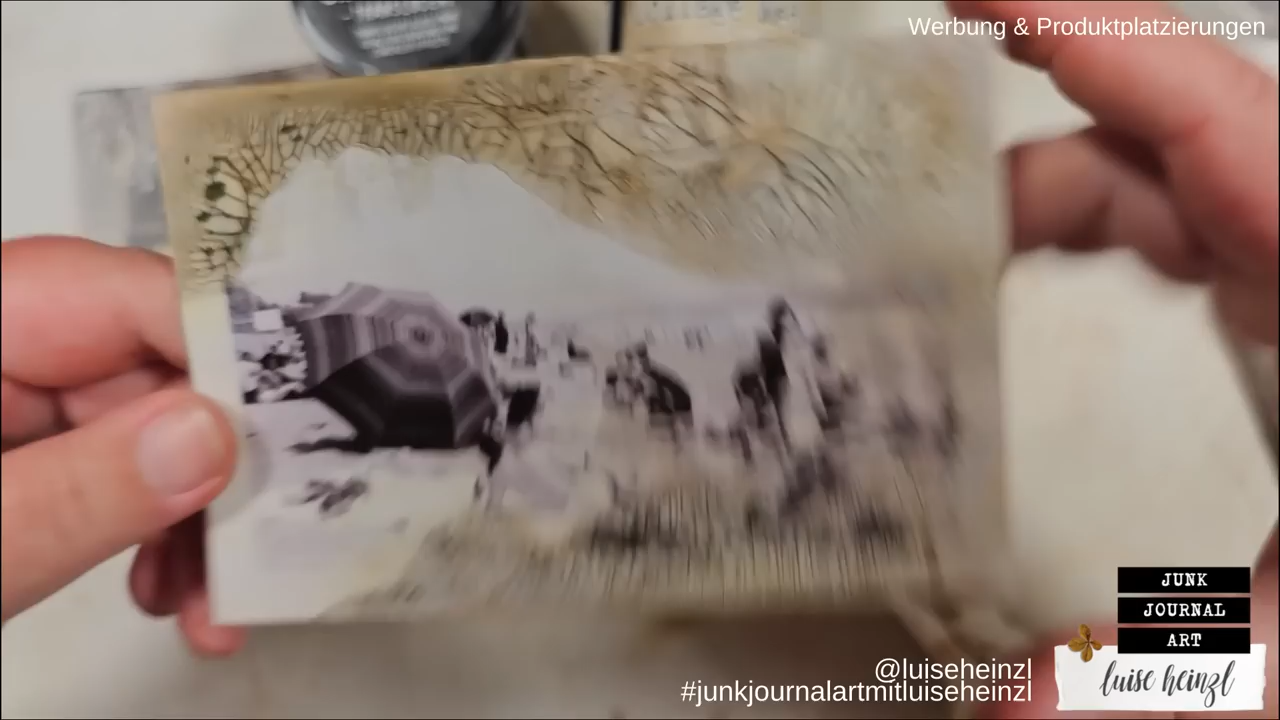 Werbung & Produktplatzierungen
JUNK
JOURNAL
ART
luise heinzl
@luiseheinzl
#junkjournalartmitluiseheinzl